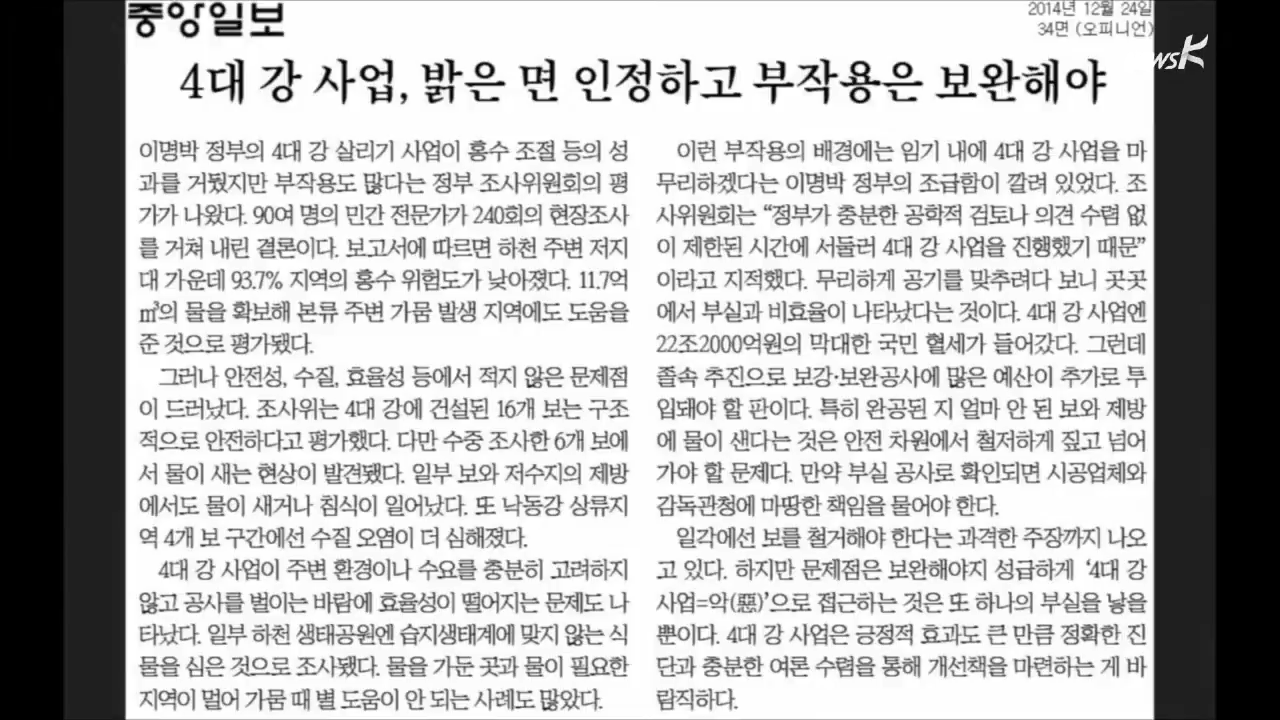 중앙일보
2014년 12월 24일
34면 (오피니언)
4대 강 사업, 밝은 면 인정하고 부작용은 보완해야
이명박 정부의 4대 강 살리기 사업이 홍수 조절 등의 성
과를 거뒀지만 부작용도 많다는 정부 조사위원회의 평
가가 나왔다. 90여 명의 민간 전문가가 240회의 현장조사
를 거쳐 내린 결론이다. 보고서에 따르면 하천 주변 저지
대 가운데 93.7% 지역의 홍수 위험도가 낮아졌다. 11.7억
㎥의 물을 확보해 본류 주변 가뭄 발생 지역에도 도움을
준 것으로 평가됐다.
그러나 안전성, 수질, 효율성 등에서 적지 않은 문제점
이 드러났다. 조사위는 4대 강에 건설된 16개 보는 구조
적으로 안전하다고 평가했다. 다만 수중 조사한 6개 보에
서 물이 새는 현상이 발견됐다. 일부 보와 저수지의 제방
에서도 물이 새거나 침식이 일어났다. 또 낙동강 상류지
역 4개 보 구간에선 수질 오염이 더 심해졌다.
4대 강 사업이 주변 환경이나 수요를 충분히 고려하지
않고 공사를 벌이는 바람에 효율성이 떨어지는 문제도 나
타났다. 일부 하천 생태공원엔 습지생태계에 맞지 않는 식
물을 심은 것으로 조사됐다. 물을 가둔 곳과 물이 필요한
지역이 멀어 가뭄 때 별 도움이 안 되는 사례도 많았다.
이런 부작용의 배경에는 임기 내에 4대 강 사업을 마
무리하겠다는 이명박 정부의 조급함이 깔려 있었다. 조
사위원회는 “정부가 충분한 공학적 검토나 의견 수렴 없
이 제한된 시간에 서둘러 4대 강 사업을 진행했기 때문”
이라고 지적했다. 무리하게 공기를 맞추려다 보니 곳곳
에서 부실과 비효율이 나타났다는 것이다. 4대 강 사업엔
22조2000억원의 막대한 국민 혈세가 들어갔다. 그런데
졸속 추진으로 보강·보완공사에 많은 예산이 추가로 투
입돼야 할 판이다. 특히 완공된 지 얼마 안 된 보와 제방
에 물이 샌다는 것은 안전 차원에서 철저하게 짚고 넘어
가야 할 문제다. 만약 부실 공사로 확인되면 시공업체와
감독관청에 마땅한 책임을 물어야 한다.
일각에선 보를 철거해야 한다는 과격한 주장까지 나오
고 있다. 하지만 문제점은 보완해야지 성급하게 ‘4대 강
사업=악(惡)’으로 접근하는 것은 또 하나의 부실을 낳을
뿐이다. 4대 강 사업은 긍정적 효과도 큰 만큼 정확한 진
단과 충분한 여론 수렴을 통해 개선책을 마련하는 게 바
람직하다.